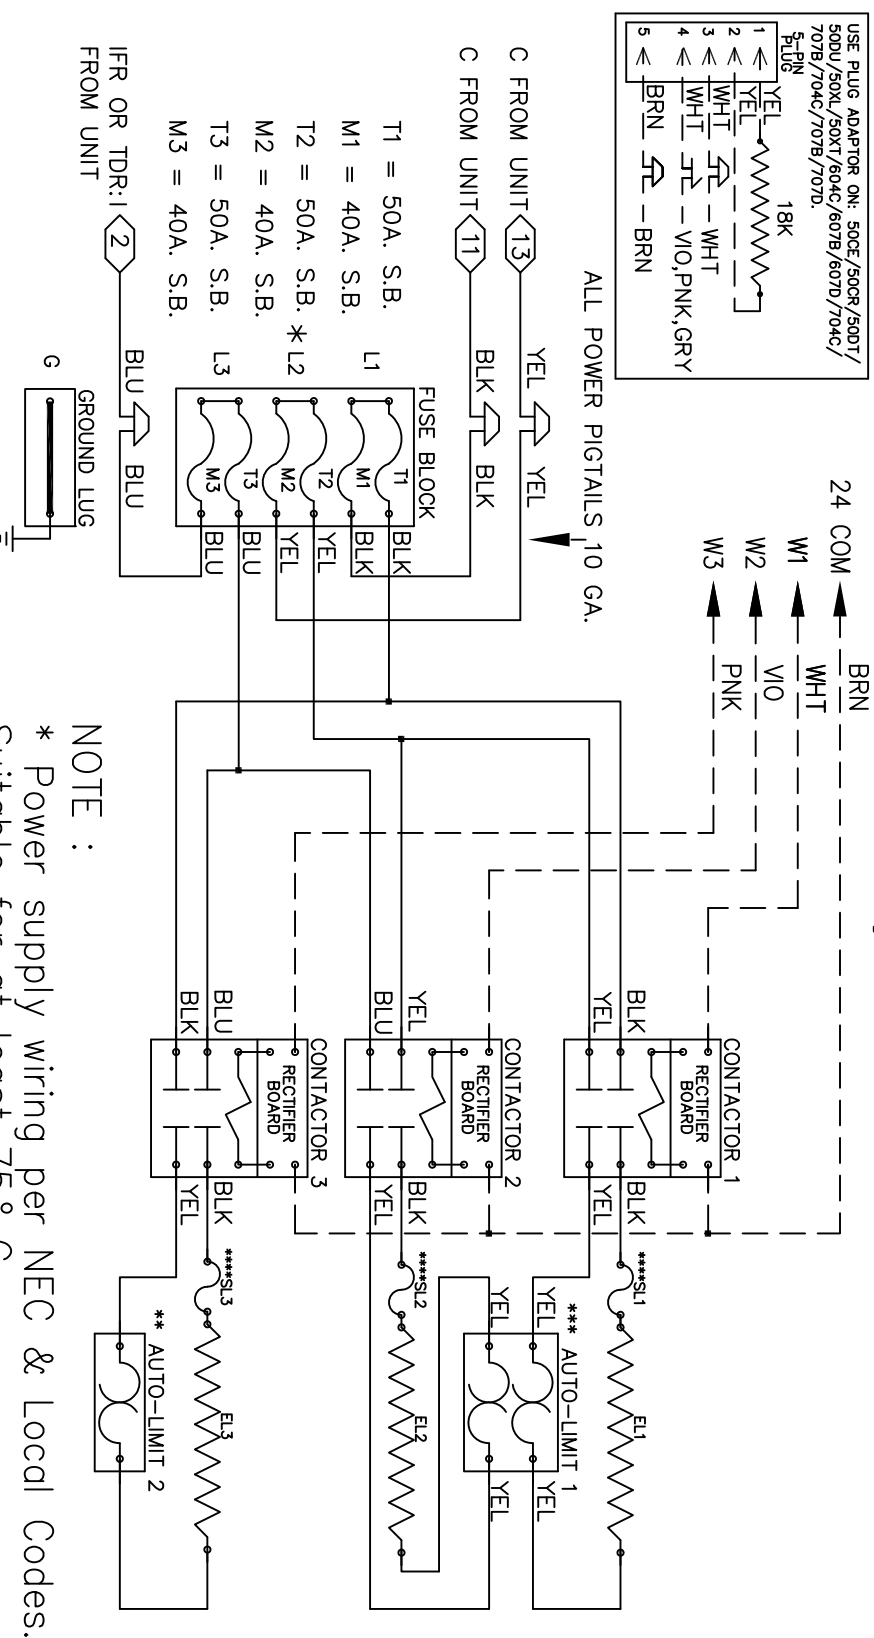 USE PLUG ADAPTOR ON: 50CE/50CR/50DT/
50DU/50XL/50XT/604C/607B/607D/704C/
707B/704C/707B/707D.
5-PIN
PLUG
1
2
3
4
5
YEL
YEL
18K
WHT
WHT
WHT
VIO,PNK,GRY
BRN
BRN
24 COM
BRN
W1
WHT
W2
VIO
W3
PNK
ALL POWER PIGTAILS 10 GA.
C FROM UNIT
13
YEL
YEL
C FROM UNIT
11
BLK
BLK
T1 = 50A. S.B.
M1 = 40A. S.B.
T2 = 50A. S.B.
M2 = 40A. S.B.
T3 = 50A. S.B.
M3 = 40A. S.B.
FUSE BLOCK
L1
* L2
L3
T1
M1
T2
M2
T3
M3
BLK
BLK
YEL
YEL
BLU
BLU
IFR OR TDR:1
FROM UNIT
2
BLU
BLU
GROUND LUG
G
CONTACTOR 1
RECTIFIER
BOARD
BLK
YEL
BLK
YEL
CONTACTOR 2
RECTIFIER
BOARD
YEL
BLU
BLK
YEL
CONTACTOR 3
RECTIFIER
BOARD
BLU
BLK
BLK
YEL
****SL1
EL1
*** AUTO-LIMIT 1
YEL
YEL
YEL
YEL
****SL2
EL2
****SL3
EL3
** AUTO-LIMIT 2
NOTE :
* Power supply wiring per NEC & Local Codes.
Suitable for at least 75° C